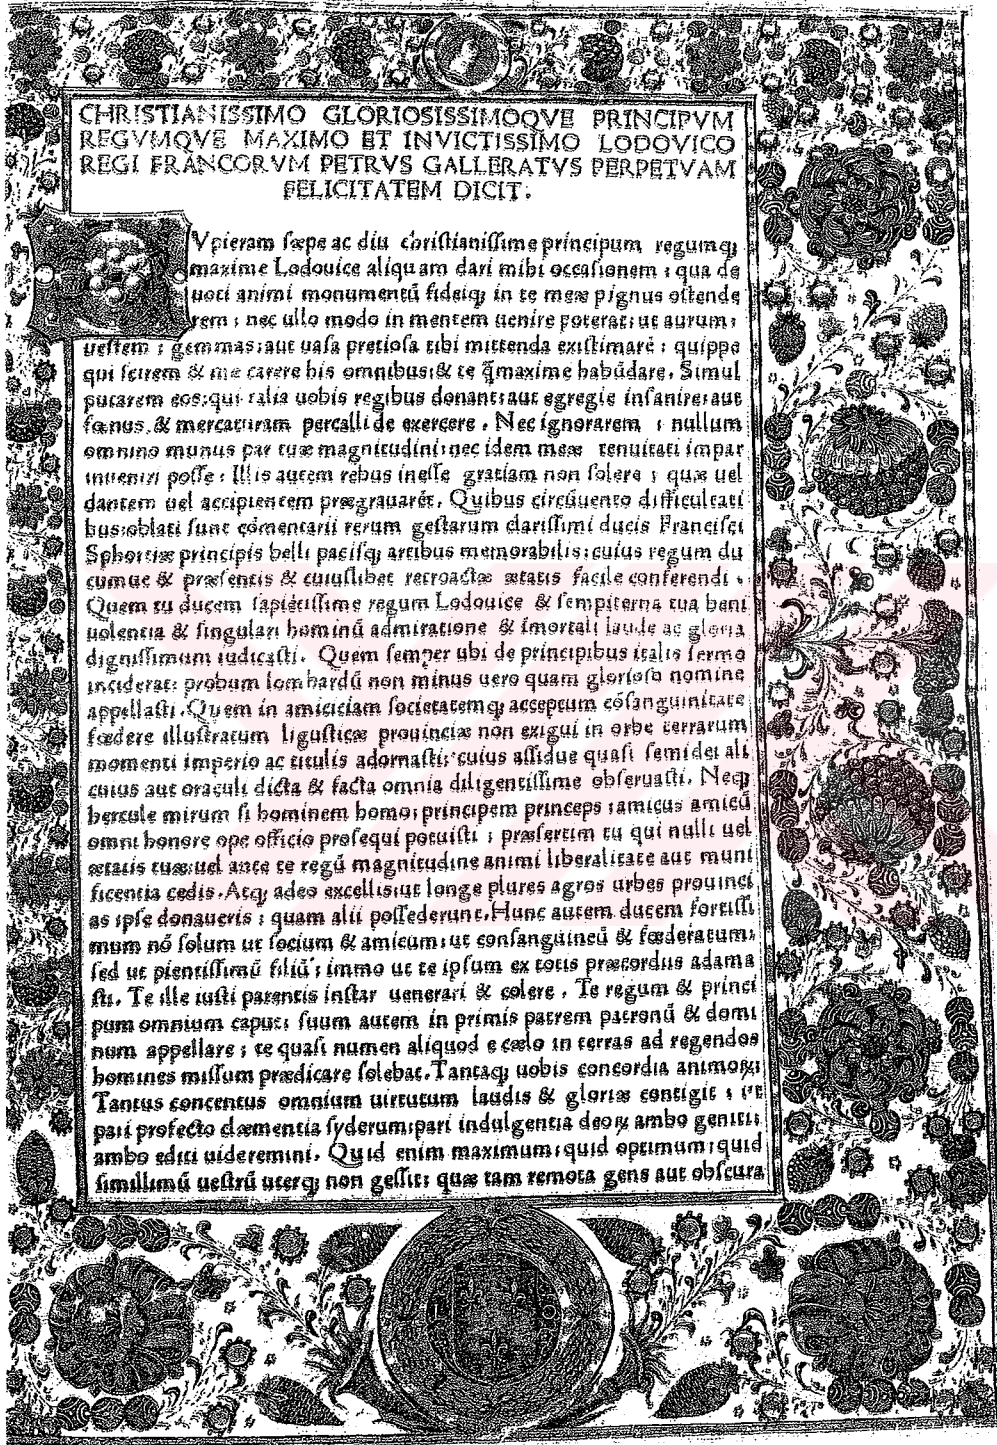 CHRISTIANISSIMO GLORIOSISSIMOQVE PRINCIPVM
REGVMQVE MAXIMO ET INVICTISSIMO LODOVICO
REGI FRANCORVM PETRVS GALLERATVS PERPETVAM
FELICITATEM DICIT.
Vpieram sæpe ac diu christianissime principum regumqꝫ
maxime Lodouice aliquam dari mihi occasionem : qua de
uoti animi monumentū fideiqꝫ in te meæ pignus ostende
rem : nec ullo modo in mentem uenire poterat: ut aurum:
uestem : gemmas: aut uasa pretiosa tibi mittenda existimarē : quippe
qui scirem & me carere his omnibus: & te q̃maxime habūdare. Simul
putarem eos: qui talia uobis regibus donant: aut egregie insanire: aut
fœnus, & mercaturam percallide exercere. Nec ignorarem : nullum
omnino munus par tuæ magnitudini: nec idem meæ tenuitati impar
inueniri posse: Illis autem rebus inesse gratiam non solere : quæ uel
dantem uel accipientem prægrauarēt. Quibus circūuento difficultati
bus: oblati sunt cōmentarii rerum gestarum clarissimi ducis Francisci
Sphortiæ principis belli pacisqꝫ artibus memorabilis: cuius regum du
cumue & præsentis & cuiuslibet retroactæ ætatis facile conferendi.
Quem tu ducem sapiētissime regum Lodouice & sempiterna tua beni
uolentia & singulari hominū admiratione & īmortali laude ac gloria
dignissimum iudicasti. Quem semper ubi de principibus italis sermo
inciderat: probum lombardū non minus uero quam glorioso nomine
appellasti. Quem in amicitiam societatemqꝫ acceptum cōsanguinitate
fœdere illustratum ligusticæ prouinciæ non exigui in orbe terrarum
momenti imperio ac titulis adornasti: cuius assidue quasi semidei ali
cuius aut oraculi dicta & facta omnia diligentissime obseruasti. Neqꝫ
hercule mirum si hominem homo: principem princeps: amicus amicū
omni honore ope officio prosequi potuisti : præsertim tu qui nulli uel
ætatis tuæ: uel ante te regū magnitudine animi liberalitate aut muni
ficentia cedis. Atqꝫ adeo excellis: ut longe plures agros urbes prouinci
as ipse donaueris : quam alii possederunt. Hunc autem ducem fortissi
mum nō solum ut socium & amicum: ut consanguineū & fœderatum:
sed ut pientissimū filiū: immo ut te ipsum ex totis præcordiis adama
sti. Te ille iusti parentis instar uenerari & colere. Te regum & princi
pum omnium caput: suum autem in primis patrem patronū & domi
num appellare ; te quasi numen aliquod e cælo in terras ad regendos
homines missum prædicare solebat. Tantaqꝫ uobis concordia animoꝝ:
Tantus concentus omnium uirtutum laudis & gloriæ contigit : ut
pari profecto clæmentia syderum: pari indulgentia deoꝝ ambo geniti:
ambo editi uideremini. Quid enim maximum: quid optimum: quid
simillimū uestrū uterqꝫ non gessit: quæ tam remota gens aut obscura